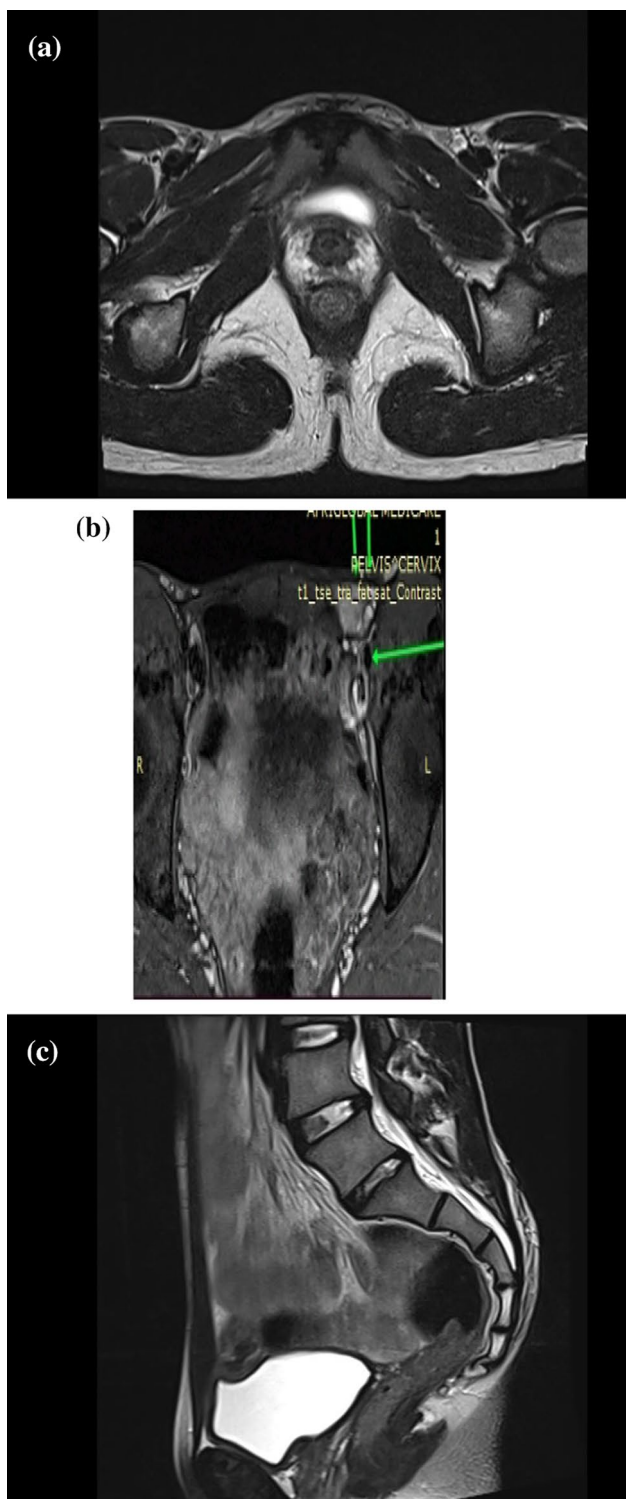 (a)
(b)
AFRIGLOBAL MEDICARE
1
PELVIS^CERVIX
t1_tse_tra_fatsat_Contrast
R
L
(c)